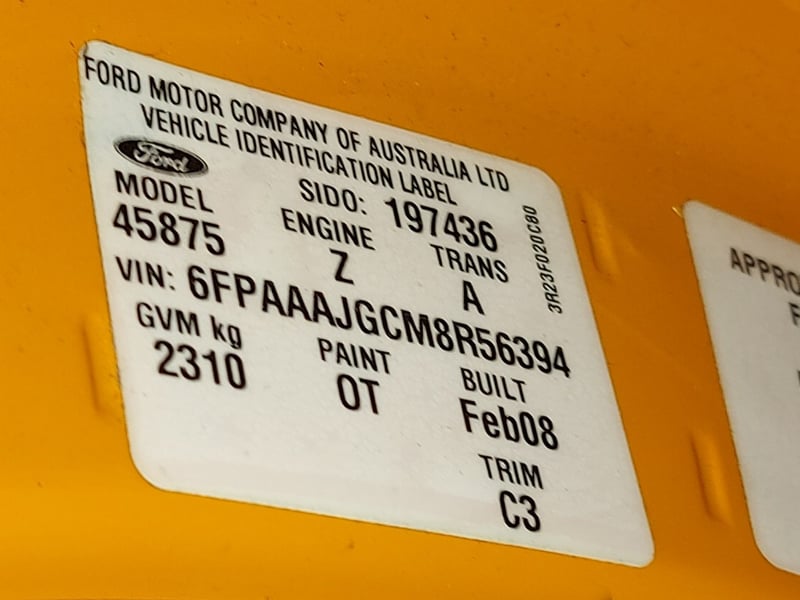 FORD MOTOR COMPANY OF AUSTRALIA LTD
VEHICLE IDENTIFICATION LABEL
Ford
SIDO: 197436
MODEL ENGINE TRANS
45875 Z A
VIN: 6FPAAAJGCM8R56394
GVM kg PAINT BUILT
2310 OT Feb08
TRIM
C3
3R23F020C80
APPRO
F